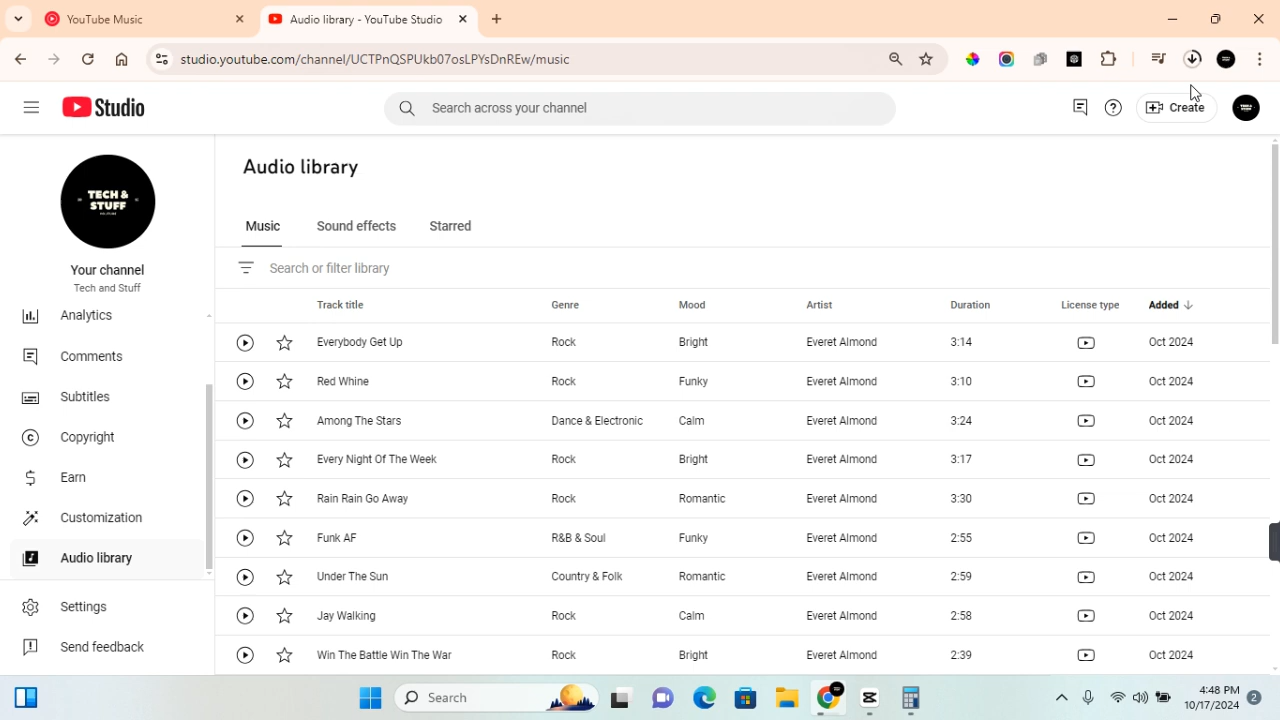 YouTube Music
Audio library - YouTube Studio
studio.youtube.com/channel/UCTPnQSPUkb07osLPYsDnREw/music
Studio
Search across your channel
Create
TECH &
STUFF
Your channel
Tech and Stuff
Analytics
Comments
Subtitles
Copyright
Earn
Customization
Audio library
Settings
Send feedback
Audio library
Music Sound effects Starred
Search or filter library
Track title Genre Mood Artist Duration License type Added
Everybody Get Up Rock Bright Everet Almond 3:14 Oct 2024
Red Whine Rock Funky Everet Almond 3:10 Oct 2024
Among The Stars Dance & Electronic Calm Everet Almond 3:24 Oct 2024
Every Night Of The Week Rock Bright Everet Almond 3:17 Oct 2024
Rain Rain Go Away Rock Romantic Everet Almond 3:30 Oct 2024
Funk AF R&B & Soul Funky Everet Almond 2:55 Oct 2024
Under The Sun Country & Folk Romantic Everet Almond 2:59 Oct 2024
Jay Walking Rock Calm Everet Almond 2:58 Oct 2024
Win The Battle Win The War Rock Bright Everet Almond 2:39 Oct 2024
Search
4:48 PM
10/17/2024
2